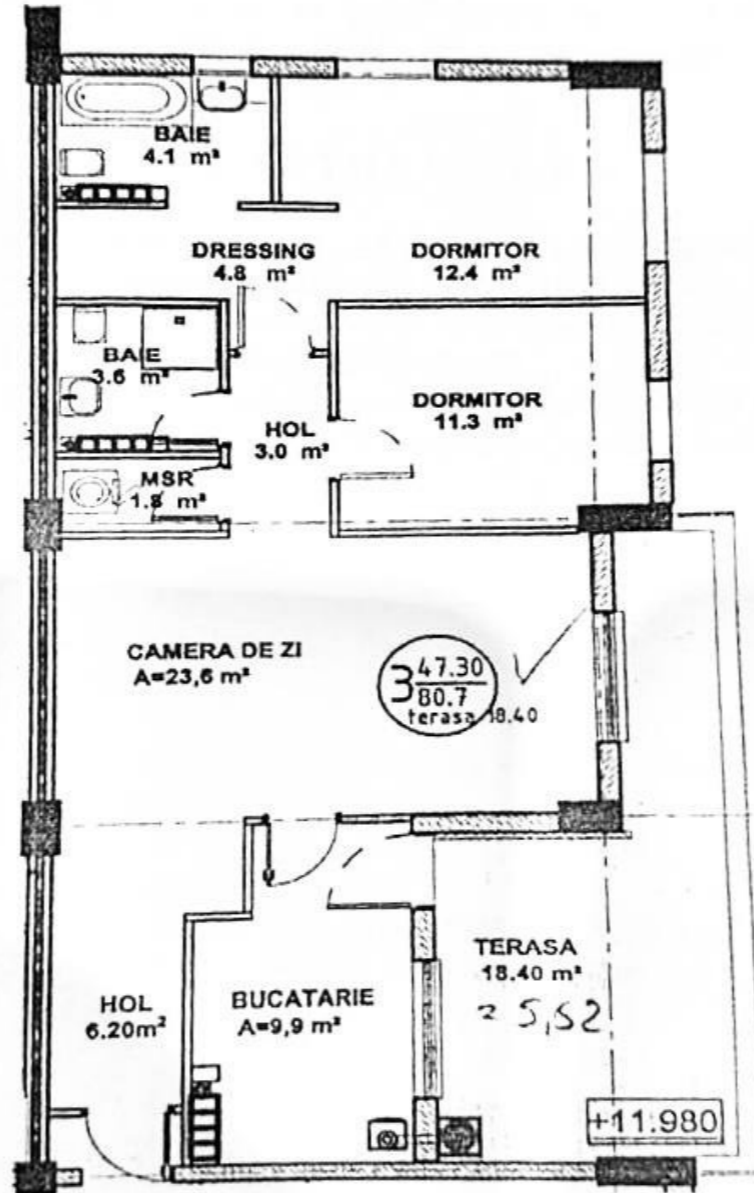 BAIE
4.1 m²
DRESSING
4.8 m²
DORMITOR
12.4 m²
BAIE
3.6 m²
DORMITOR
11.3 m²
HOL
3.0 m²
MSR
1.8 m²
CAMERA DE ZI
A=23,6 m²
3
47.30
80.7
terasa 18.40
TERASA
18.40 m²
5,52
HOL
6.20m²
BUCATARIE
A=9,9 m²
+11.980